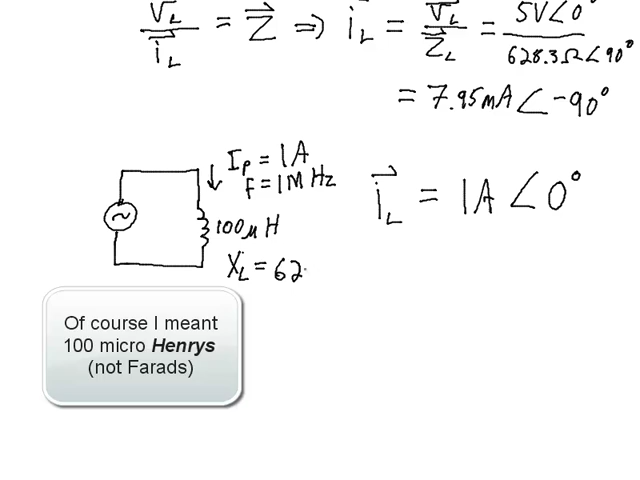 V_L / i_L = Z ⇒ i_L = V_L / Z_L = 5V∠0° / 628.3Ω∠90°
= 7.95mA∠-90°
I_P = 1A
F = 1MHz
i_L = 1A∠0°
100μH
X_L = 62
Of course I meant
100 micro Henrys
(not Farads)